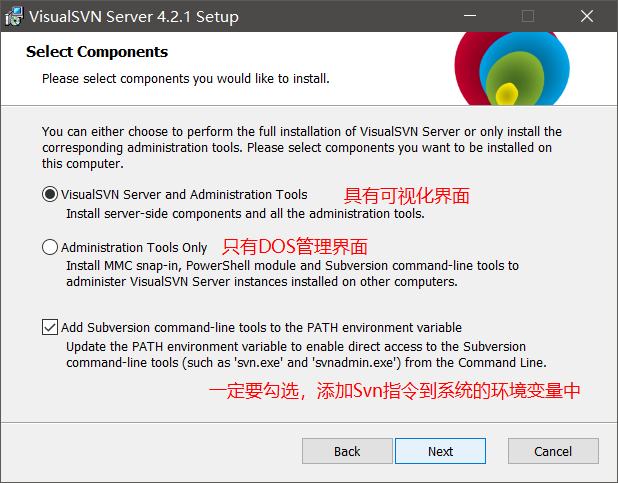 VisualSVN Server 4.2.1 Setup
Select Components
Please select components you would like to install.
You can either choose to perform the full installation of VisualSVN Server or only install the
corresponding administration tools. Please select components you want to be installed on
this computer.
VisualSVN Server and Administration Tools 具有可视化界面
Install server-side components and all the administration tools.
Administration Tools Only 只有DOS管理界面
Install MMC snap-in, PowerShell module and Subversion command-line tools to
administer VisualSVN Server instances installed on other computers.
Add Subversion command-line tools to the PATH environment variable
Update the PATH environment variable to enable direct access to the Subversion
command-line tools (such as 'svn.exe' and 'svnadmin.exe') from the Command Line.
一定要勾选，添加Svn指令到系统的环境变量中
Back Next Cancel